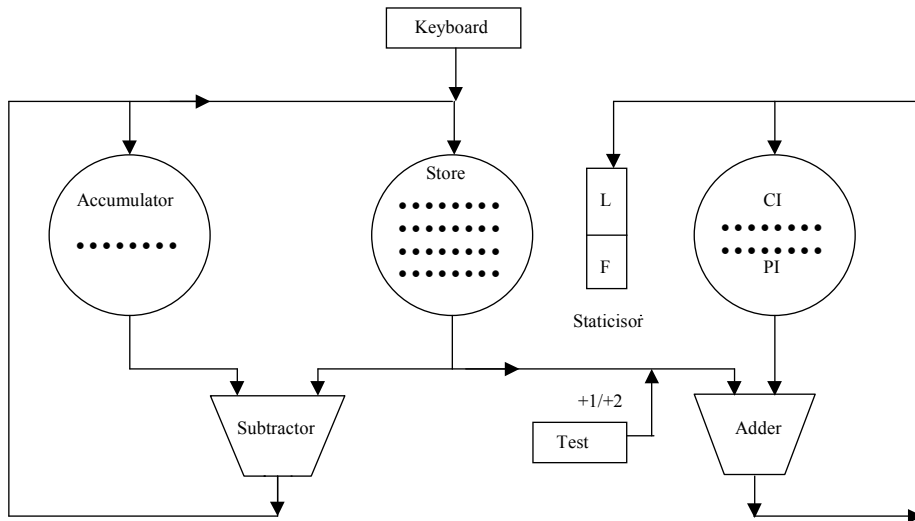 Keyboard
Accumulator
Store
L
F
CI
PI
Staticisor
+1/+2
Subtractor
Test
Adder